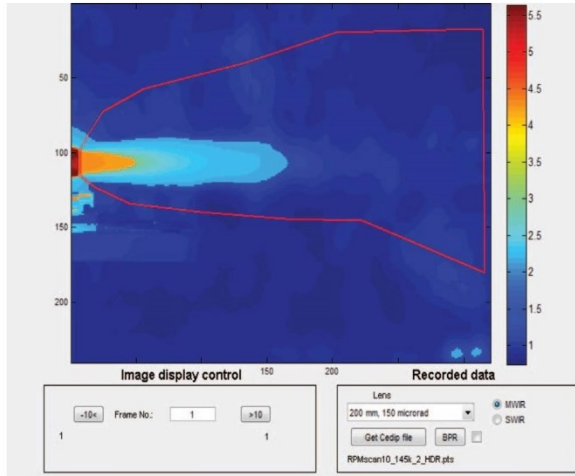 50
100
150
200
150
200
5.5
5
4.5
4
3.5
3
2.5
2
1.5
1
Image display control
Recorded data
-10<
Frame No.:
1
>10
1
1
Lens
200 mm, 150 microrad
MWIR
SWIR
Get Cedip file
BPR
RPMscan10_145k_2_HDR.pts